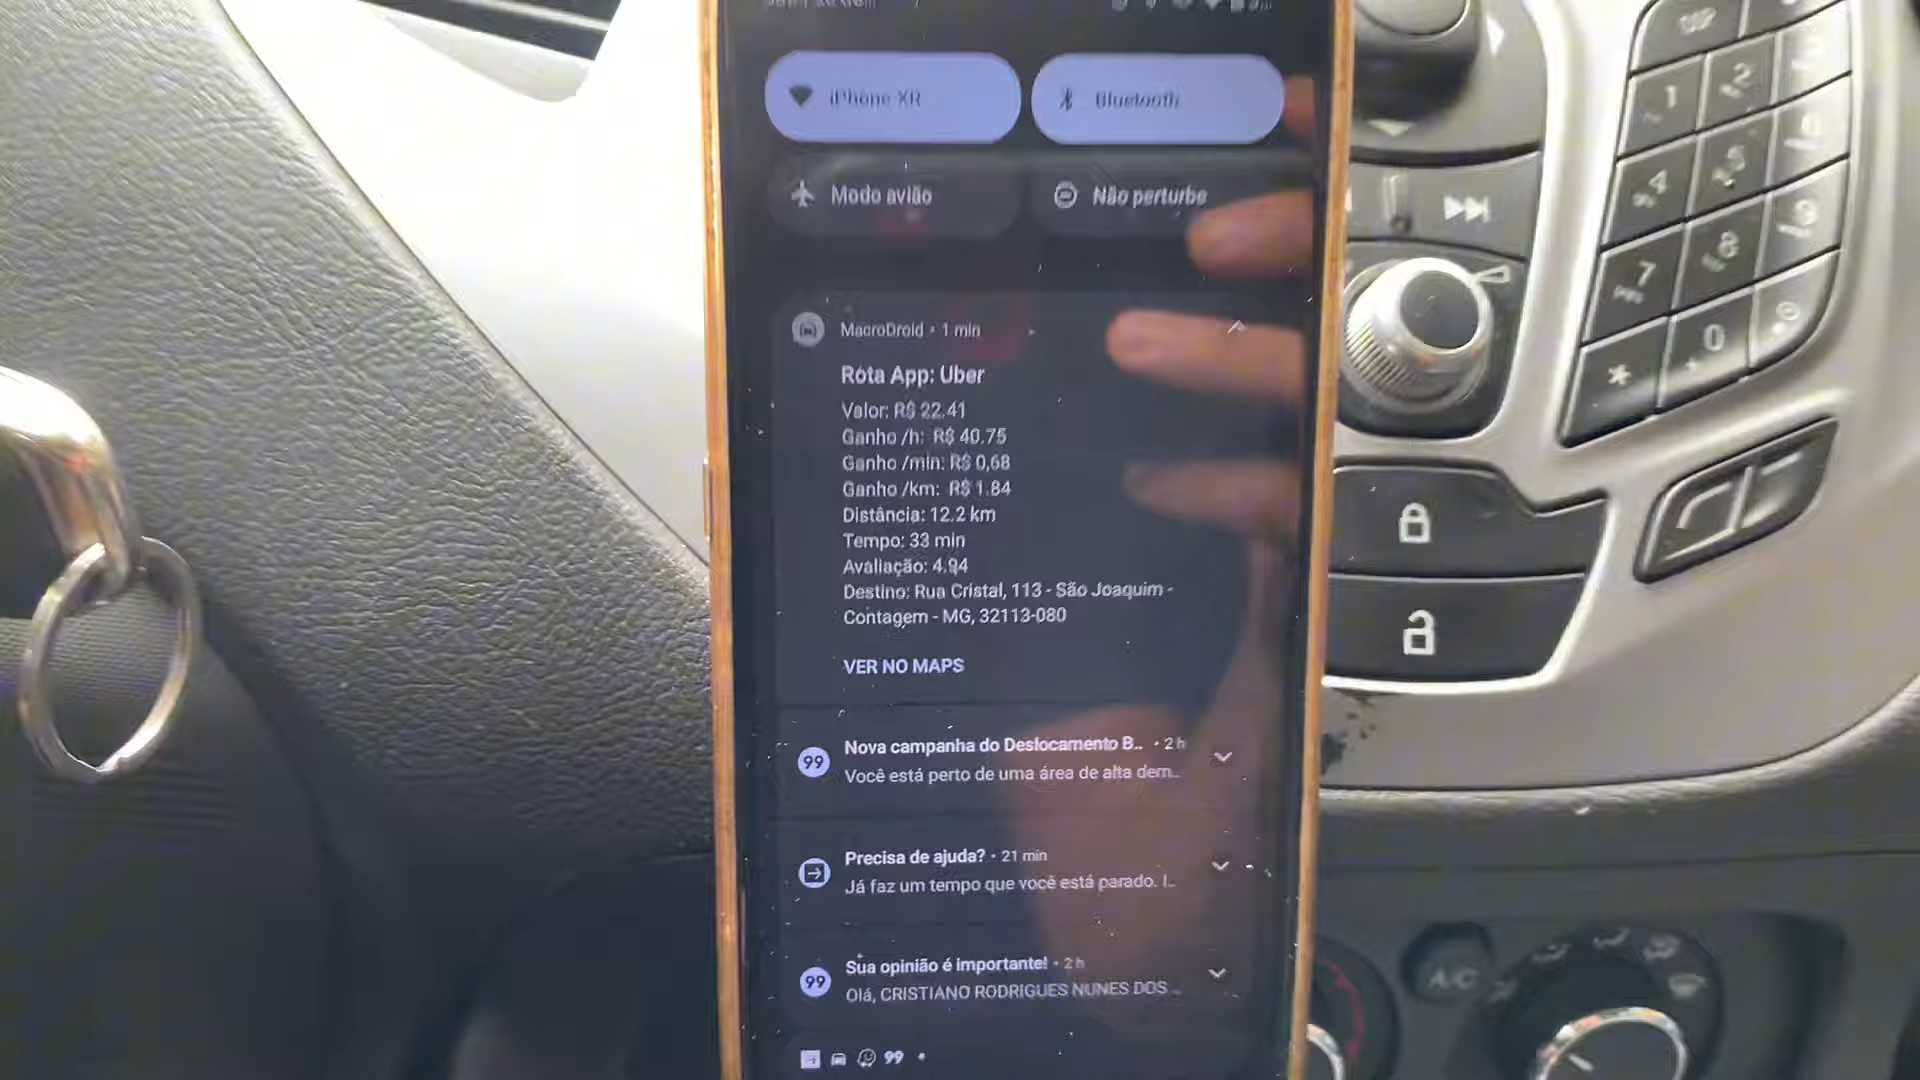 iPhone XR
Bluetooth
Modo avião
Não perturbe
MacroDroid • 1 min
Rota App: Uber
Valor: R$ 22.41
Ganho /h: R$ 40.75
Ganho /min: R$ 0,68
Ganho /km: R$ 1.84
Distância: 12.2 km
Tempo: 33 min
Avaliação: 4.94
Destino: Rua Cristal, 113 - São Joaquim -
Contagem - MG, 32113-080
VER NO MAPS
99
Nova campanha do Deslocamento B.. • 2 h
Você está perto de uma área de alta dem..
Precisa de ajuda? • 21 min
Já faz um tempo que você está parado. I..
99
Sua opinião é importante! • 2 h
Olá, CRISTIANO RODRIGUES NUNES DOS ..
99 •
1
2
4
5
6
7
8
9
*
0
A/C